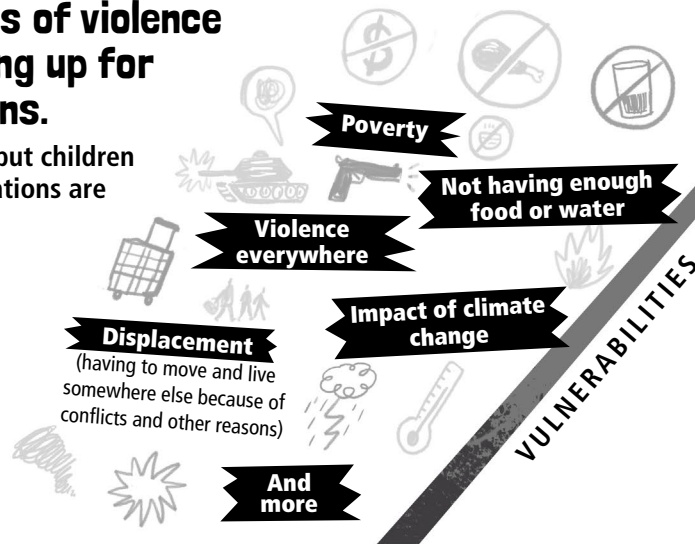 s of violence
ng up for
ns.
but children
ations are
Poverty
Not having enough
food or water
Violence
everywhere
Impact of climate
change
Displacement
(having to move and live
somewhere else because of
conflicts and other reasons)
And
more
VULNERABILITIES